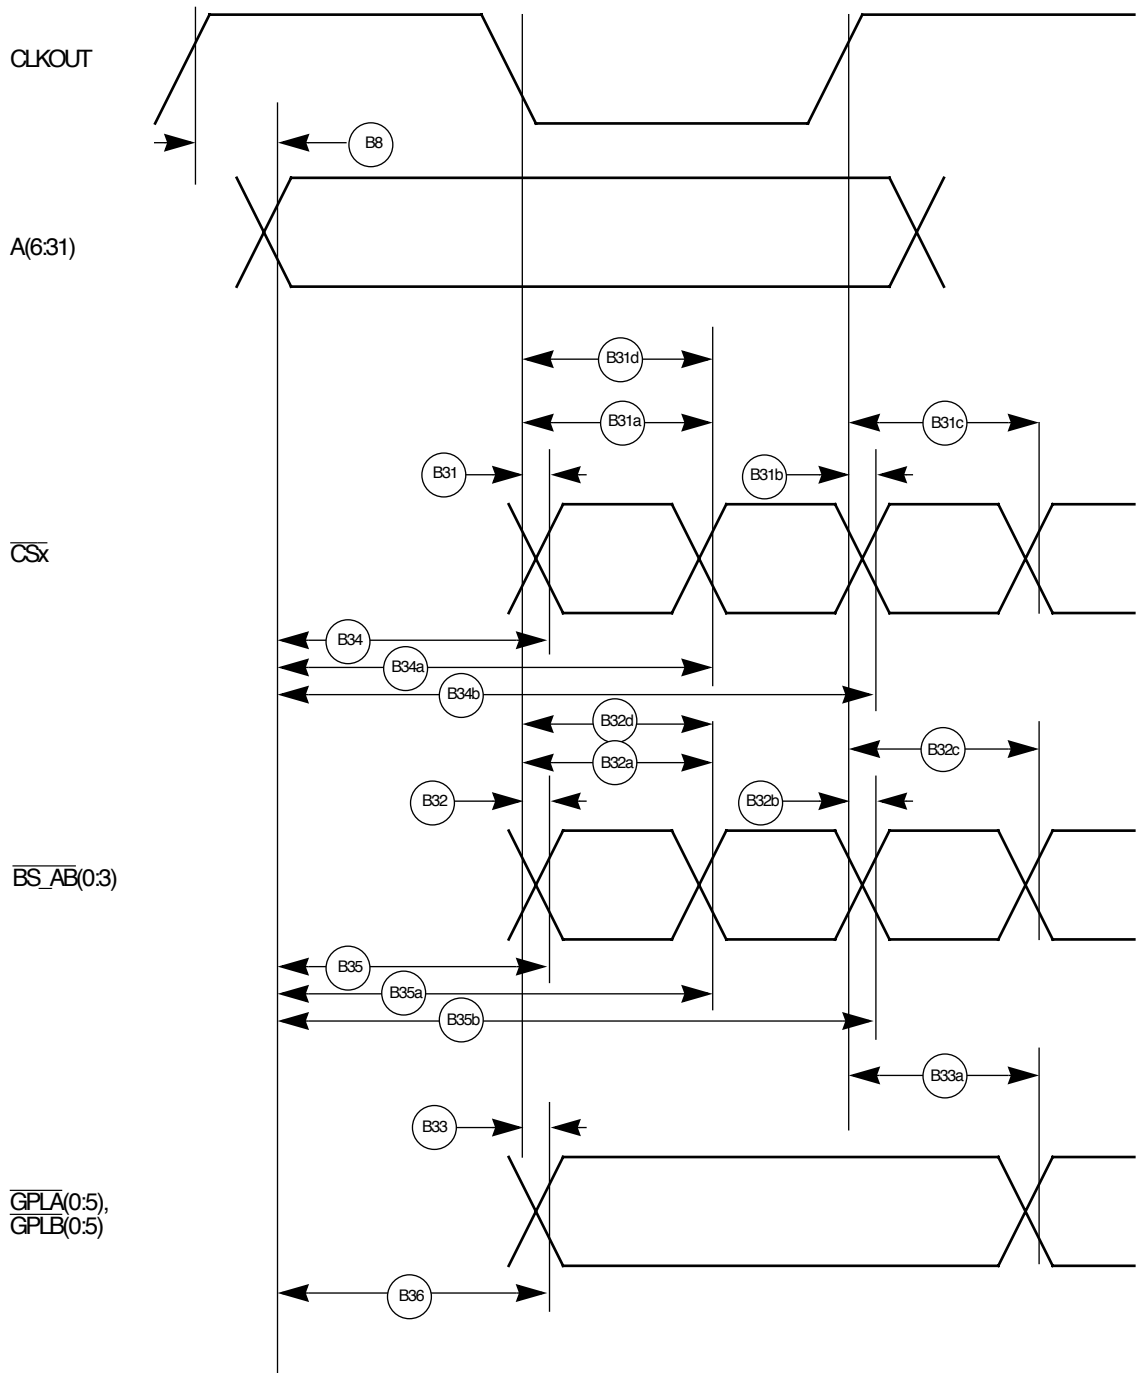 CLKOUT
B8
A(6:31)
B31d
B31a
B31c
B31
B31b
CSx
B34
B34a
B34b
B32d
B32a
B32c
B32
B32b
BS_AB(0:3)
B35
B35a
B35b
B33a
B33
GPLA(0:5),
GPLB(0:5)
B36